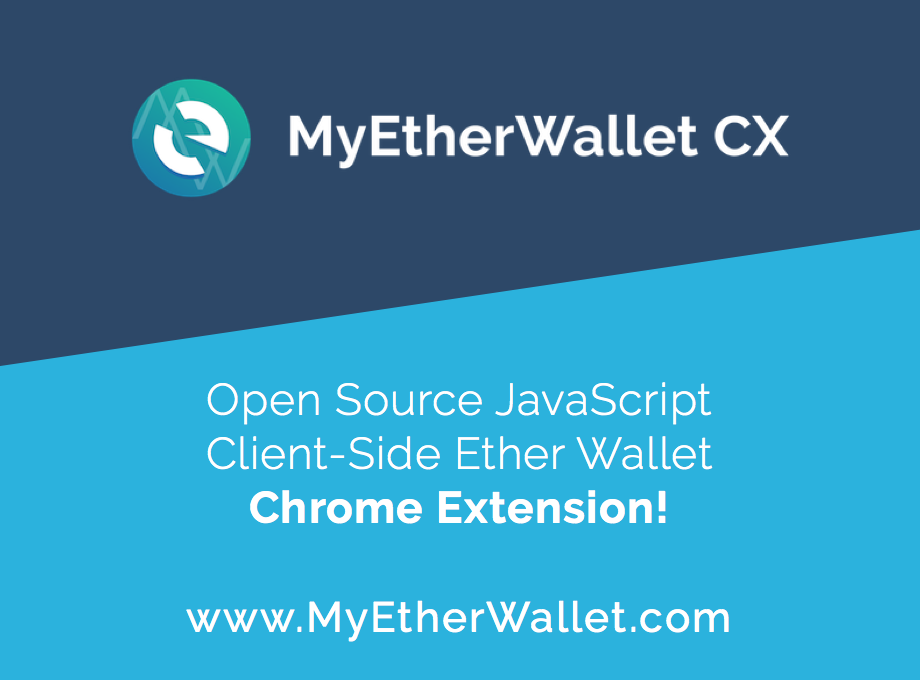 MyEtherWallet CX
Open Source JavaScript
Client-Side Ether Wallet
Chrome Extension!
www.MyEtherWallet.com